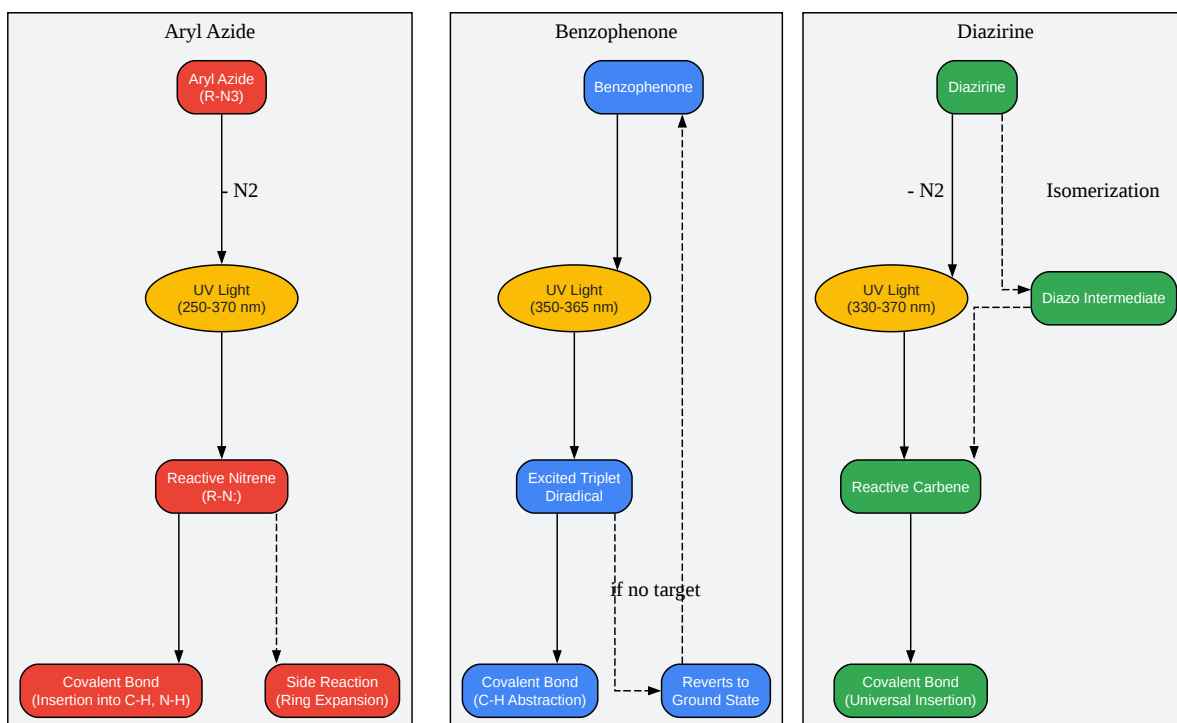 Aryl Azide
Aryl Azide
(R-N3)
- N2
UV Light
(250-370 nm)
Reactive Nitrene
(R-N:)
Covalent Bond
(Insertion into C-H, N-H)
Side Reaction
(Ring Expansion)
Benzophenone
Benzophenone
UV Light
(350-365 nm)
Excited Triplet
Diradical
if no target
Covalent Bond
(C-H Abstraction)
Reverts to
Ground State
Diazirine
Diazirine
- N2
Isomerization
UV Light
(330-370 nm)
Diazo Intermediate
Reactive Carbene
Covalent Bond
(Universal Insertion)